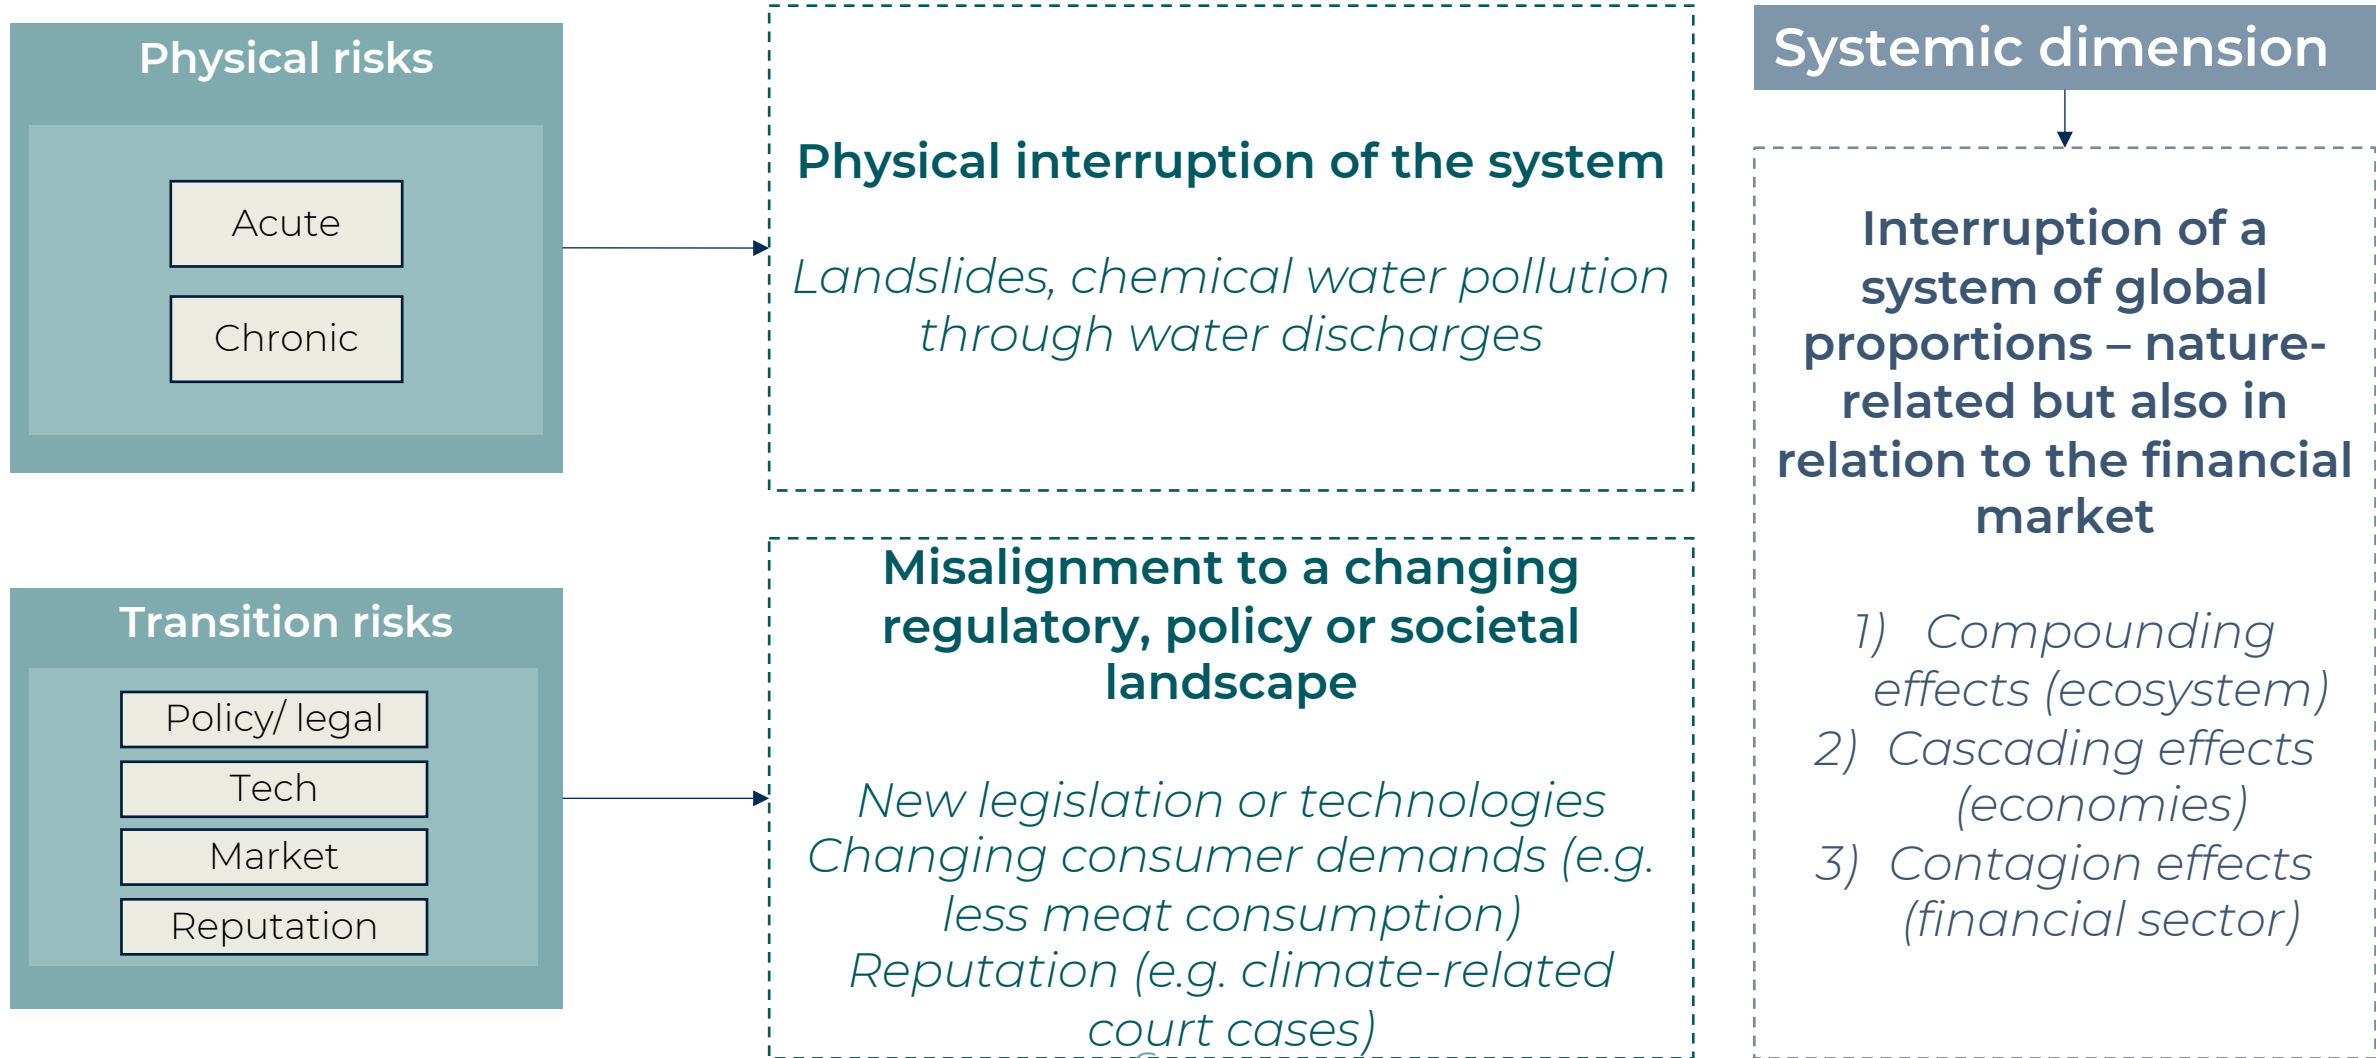 Physical risks
Acute
Chronic
Physical interruption of the system
Landslides, chemical water pollution
through water discharges
Transition risks
Policy/ legal
Tech
Market
Reputation
Misalignment to a changing
regulatory, policy or societal
landscape
New legislation or technologies
Changing consumer demands (e.g.
less meat consumption)
Reputation (e.g. climate-related
court cases)
Systemic dimension
Interruption of a
system of global
proportions – nature-
related but also in
relation to the financial
market
1) Compounding
effects (ecosystem)
2) Cascading effects
(economies)
3) Contagion effects
(financial sector)